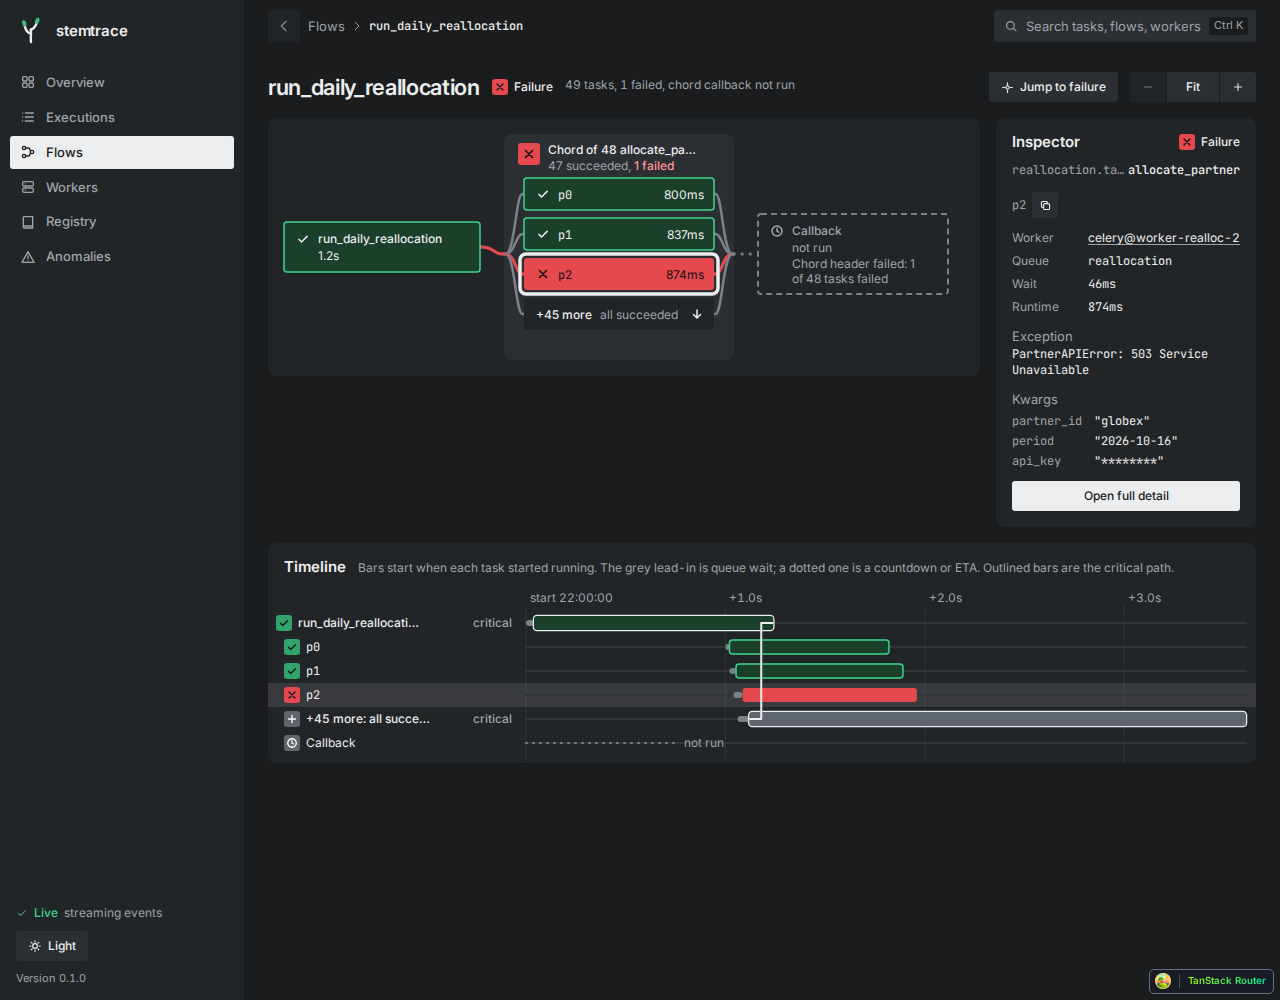 stemtrace
Overview
Executions
Flows
Workers
Registry
Anomalies
Live streaming events
Light
Version 0.1.0
Flows > run_daily_reallocation
Search tasks, flows, workers Ctrl K
run_daily_reallocation Failure 49 tasks, 1 failed, chord callback not run
Jump to failure − Fit +
run_daily_reallocation
1.2s
Chord of 48 allocate_pa…
47 succeeded, 1 failed
p0 800ms
p1 837ms
p2 874ms
+45 more all succeeded
Callback
not run
Chord header failed: 1
of 48 tasks failed
Inspector Failure
reallocation.ta… allocate_partner
p2
Worker celery@worker-realloc-2
Queue reallocation
Wait 46ms
Runtime 874ms
Exception
PartnerAPIError: 503 Service
Unavailable
Kwargs
partner_id "globex"
period "2026-10-16"
api_key "********"
Open full detail
Timeline Bars start when each task started running. The grey lead-in is queue wait; a dotted one is a countdown or ETA. Outlined bars are the critical path.
start 22:00:00 +1.0s +2.0s +3.0s
run_daily_reallocati… critical
p0
p1
p2
+45 more: all succe… critical
Callback not run
TanStack Router